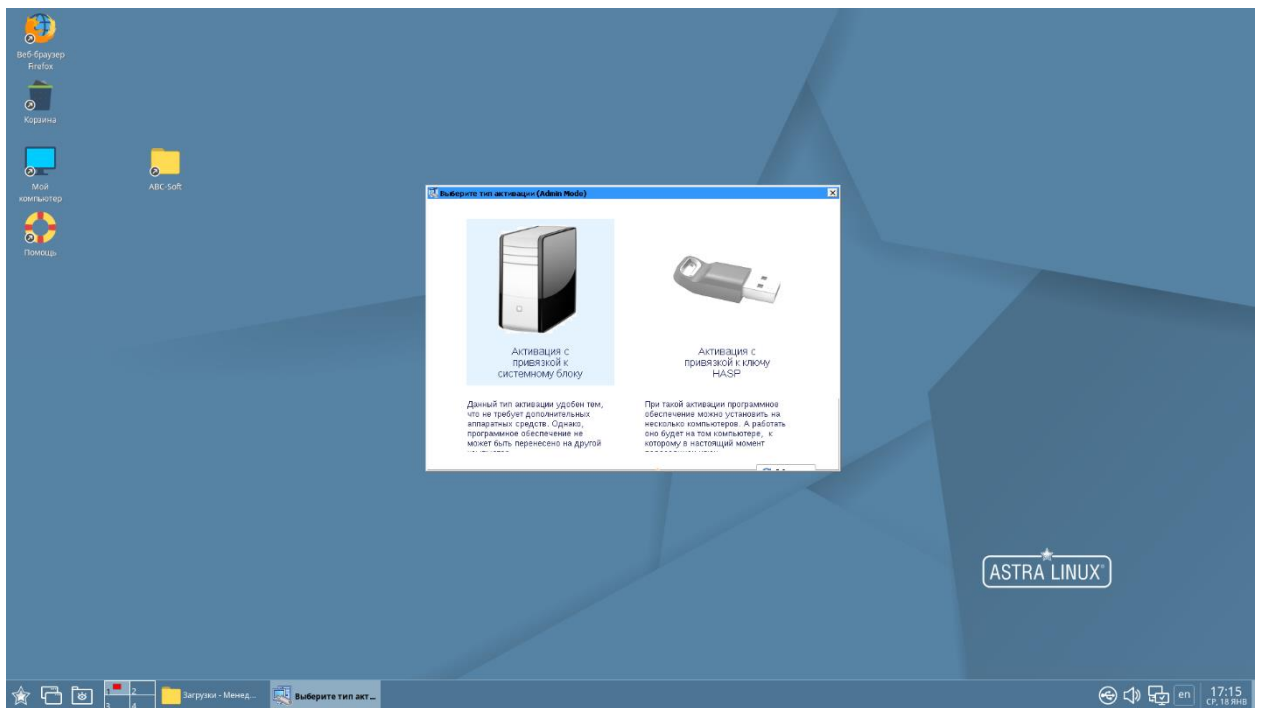 Веб-браузер
Firefox
Корзина
Мой
компьютер
ABC-Soft
Помощь
Выберите тип активации (Admin Mode)
Активация с
привязкой к
системному блоку
Данный тип активации удобен тем,
что не требует дополнительных
аппаратных средств. Однако,
программное обеспечение не
может быть перенесено на другой
Активация с
привязкой к ключу
HASP
При такой активации программное
обеспечение можно установить на
несколько компьютеров. А работать
оно будет на том компьютере, к
которому в настоящий момент
ASTRA LINUX®
1 2
3 4
Загрузки - Менед...
Выберите тип акт...
en
17:15
СР, 18 ЯНВ